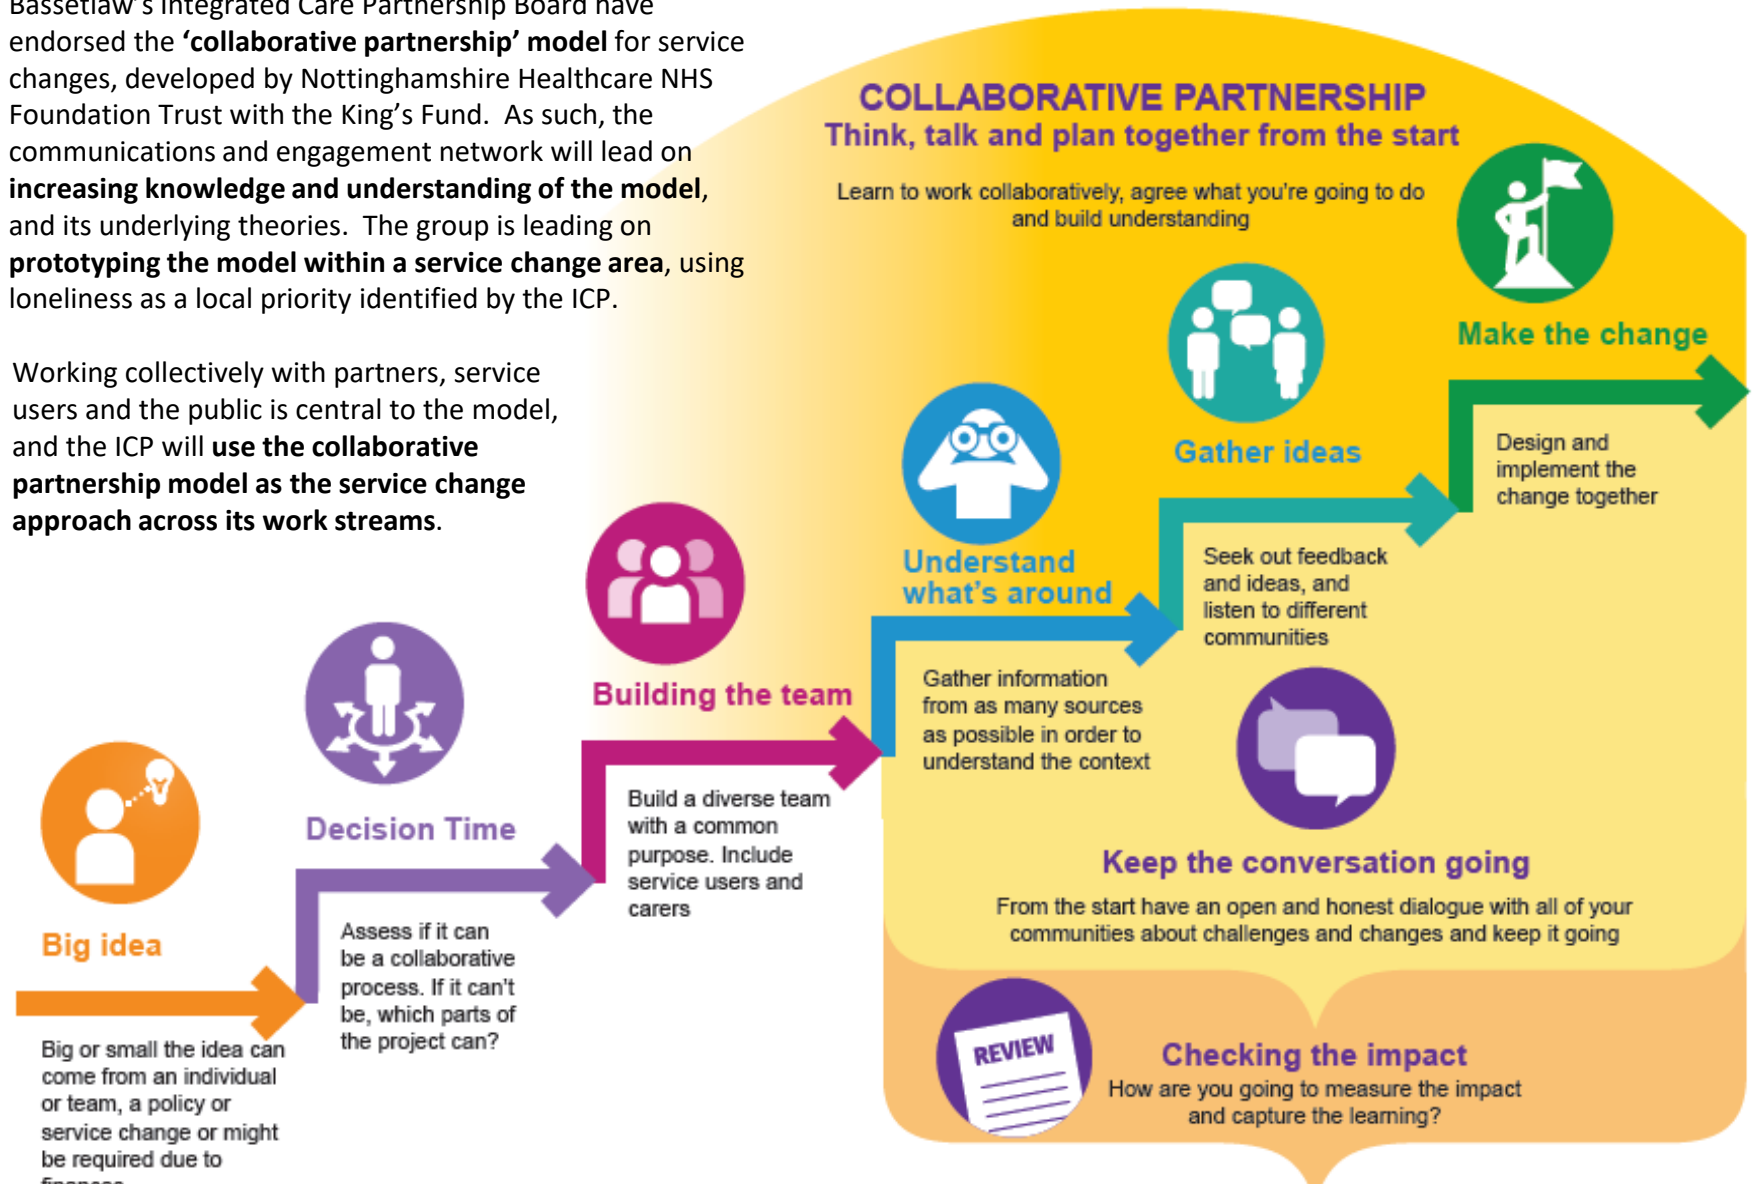 Bassetlaw's Integrated Care Partnership Board have
endorsed the 'collaborative partnership' model for service
changes, developed by Nottinghamshire Healthcare NHS
Foundation Trust with the King's Fund.  As such, the
communications and engagement network will lead on
increasing knowledge and understanding of the model,
and its underlying theories.  The group is leading on
prototyping the model within a service change area, using
loneliness as a local priority identified by the ICP.
Working collectively with partners, service
users and the public is central to the model,
and the ICP will use the collaborative
partnership model as the service change
approach across its work streams.
COLLABORATIVE PARTNERSHIP
Think, talk and plan together from the start
Learn to work collaboratively, agree what you're going to do
and build understanding
Big idea
Big or small the idea can
come from an individual
or team, a policy or
service change or might
be required due to
finances
Decision Time
Assess if it can
be a collaborative
process. If it can't
be, which parts of
the project can?
Building the team
Build a diverse team
with a common
purpose. Include
service users and
carers
Understand
what's around
Gather information
from as many sources
as possible in order to
understand the context
Gather ideas
Seek out feedback
and ideas, and
listen to different
communities
Make the change
Design and
implement the
change together
Keep the conversation going
From the start have an open and honest dialogue with all of your
communities about challenges and changes and keep it going
REVIEW
Checking the impact
How are you going to measure the impact
and capture the learning?